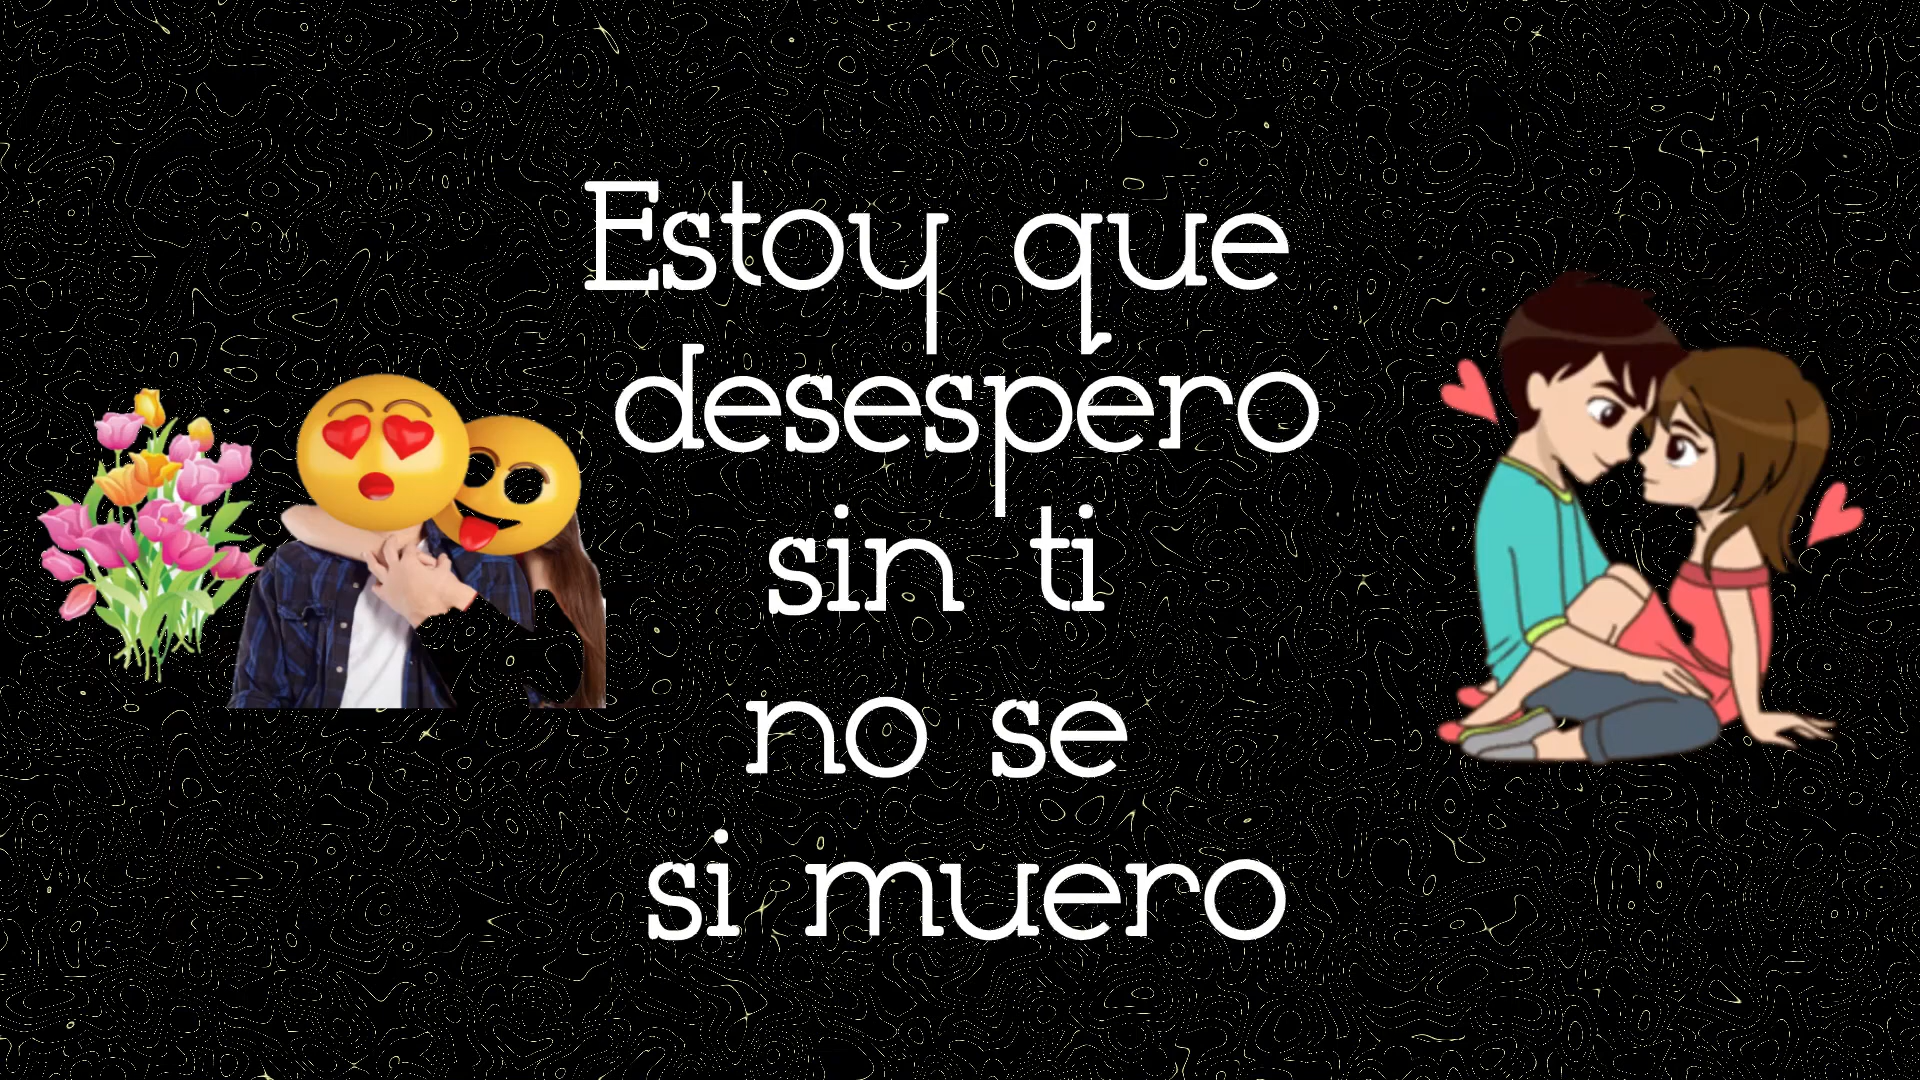 Estoy que
desespero
sin ti
no se
si muero